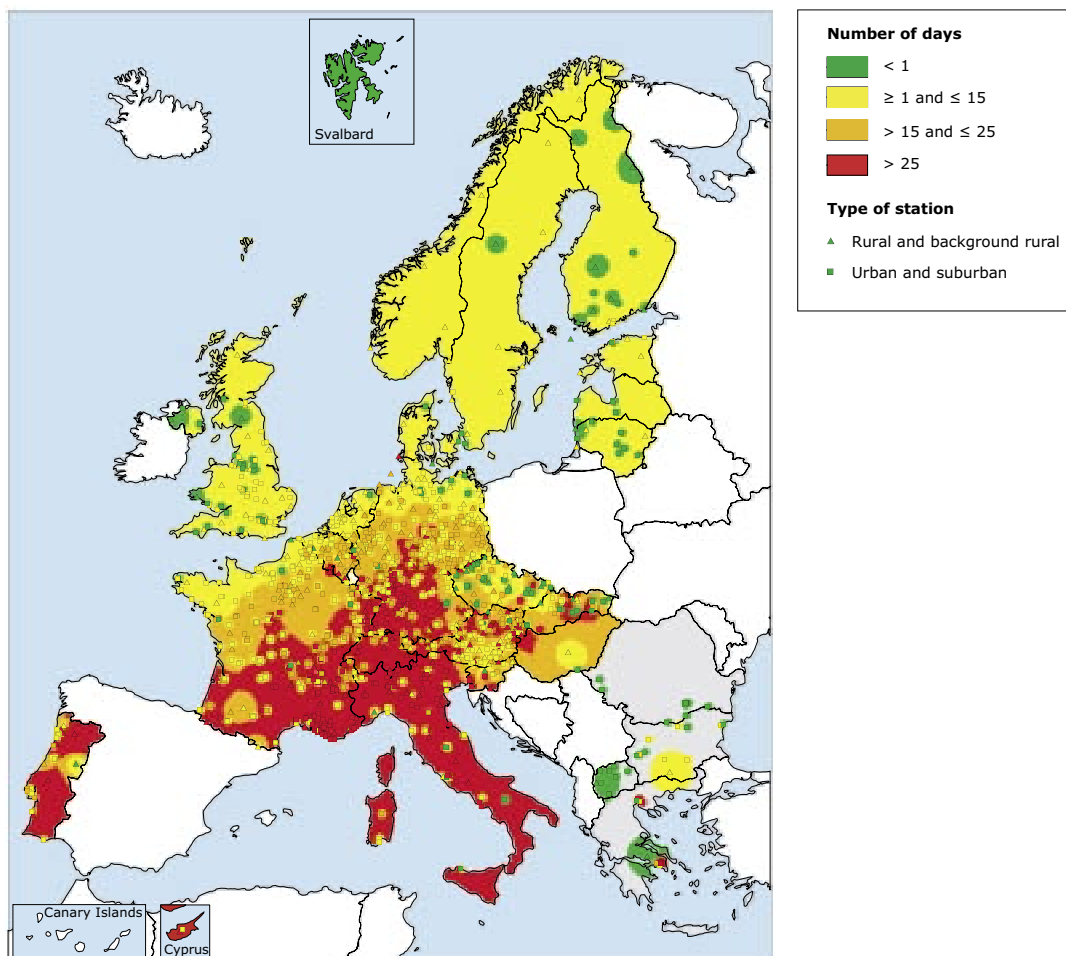 Svalbard
Canary Islands
Cyprus
Number of days
< 1
≥ 1 and ≤ 15
> 15 and ≤ 25
> 25
Type of station
Rural and background rural
Urban and suburban